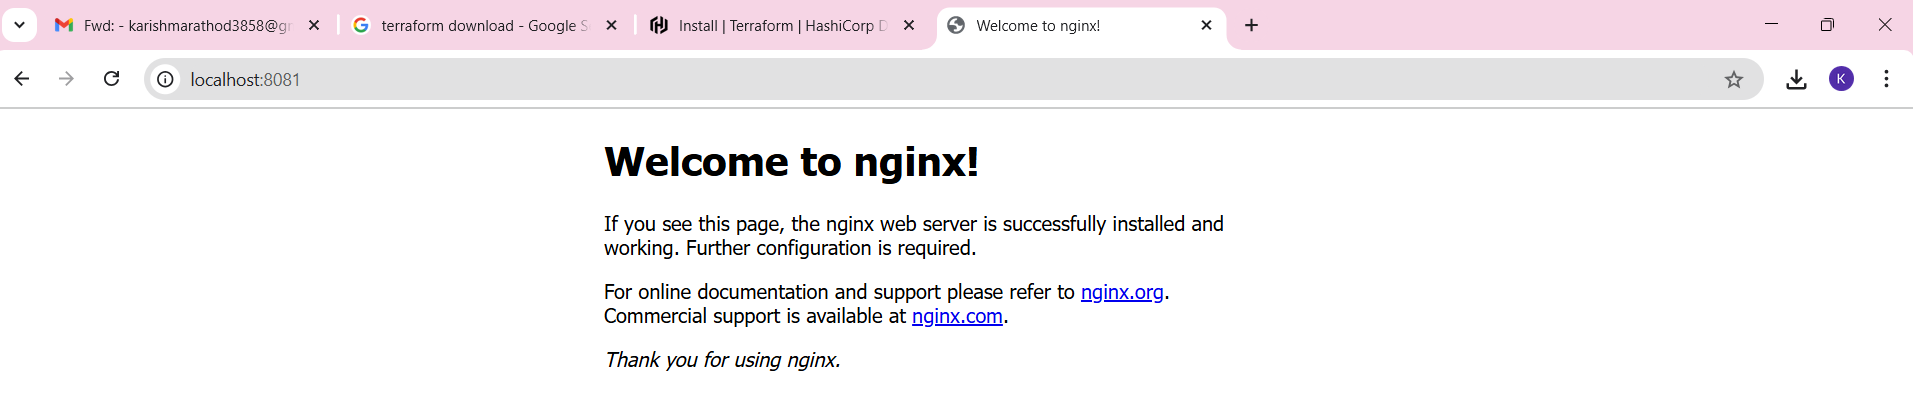 Fwd: - karishmarathod3858@gr
terraform download - Google S
Install | Terraform | HashiCorp D
Welcome to nginx!
localhost:8081
K
Welcome to nginx!
If you see this page, the nginx web server is successfully installed and
working. Further configuration is required.
For online documentation and support please refer to nginx.org.
Commercial support is available at nginx.com.
Thank you for using nginx.